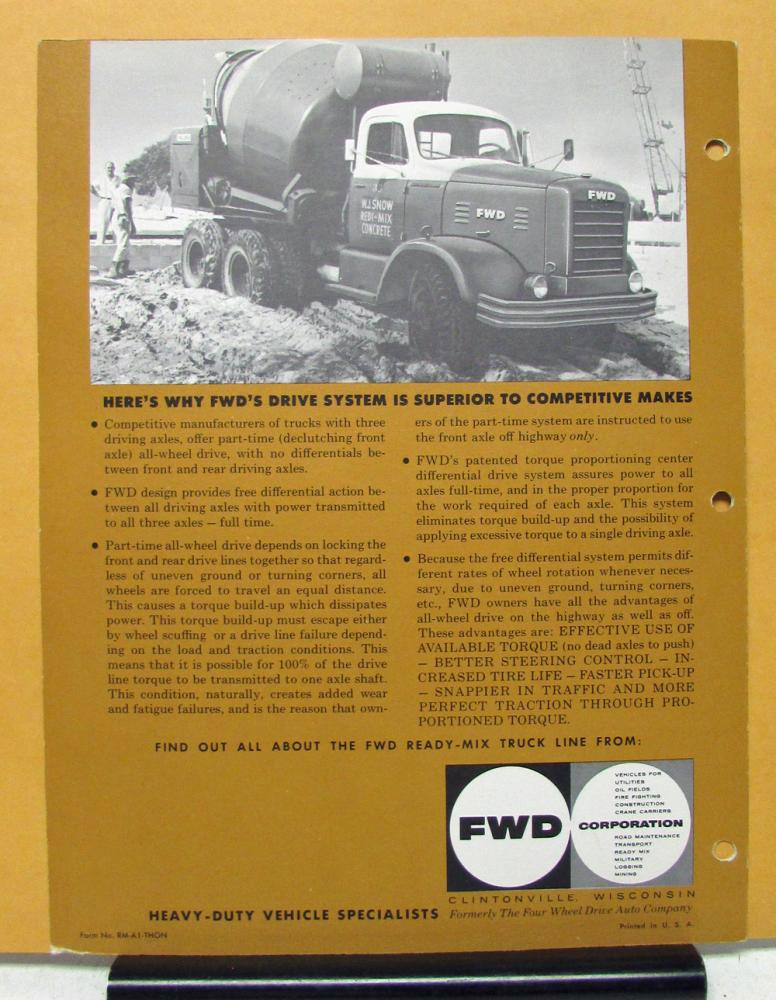 FWD
FWD
W.J. SNOW
REDI-MIX
CONCRETE
HERE'S WHY FWD'S DRIVE SYSTEM IS SUPERIOR TO COMPETITIVE MAKES
• Competitive manufacturers of trucks with three
driving axles, offer part-time (declutching front
axle) all-wheel drive, with no differentials be-
tween front and rear driving axles.
• FWD design provides free differential action be-
tween all driving axles with power transmitted
to all three axles — full time.
• Part-time all-wheel drive depends on locking the
front and rear drive lines together so that regard-
less of uneven ground or turning corners, all
wheels are forced to travel an equal distance.
This causes a torque build-up which dissipates
power. This torque build-up must escape either
by wheel scuffing or a drive line failure depend-
ing on the load and traction conditions. This
means that it is possible for 100% of the drive
line torque to be transmitted to one axle shaft.
This condition, naturally, creates added wear
and fatigue failures, and is the reason that own-
ers of the part-time system are instructed to use
the front axle off highway only.
• FWD's patented torque proportioning center
differential drive system assures power to all
axles full-time, and in the proper proportion for
the work required of each axle. This system
eliminates torque build-up and the possibility of
applying excessive torque to a single driving axle.
• Because the free differential system permits dif-
ferent rates of wheel rotation whenever neces-
sary, due to uneven ground, turning corners,
etc., FWD owners have all the advantages of
all-wheel drive on the highway as well as off.
These advantages are: EFFECTIVE USE OF
AVAILABLE TORQUE (no dead axles to push)
— BETTER STEERING CONTROL — IN-
CREASED TIRE LIFE — FASTER PICK-UP
— SNAPPIER IN TRAFFIC AND MORE
PERFECT TRACTION THROUGH PRO-
PORTIONED TORQUE.
FIND OUT ALL ABOUT THE FWD READY-MIX TRUCK LINE FROM:
FWD
VEHICLES FOR
UTILITIES
OIL FIELDS
FIRE FIGHTING
CONSTRUCTION
CRANE CARRIERS
CORPORATION
ROAD MAINTENANCE
TRANSPORT
READY MIX
MILITARY
LOGGING
MINING
CLINTONVILLE, WISCONSIN
HEAVY-DUTY VEHICLE SPECIALISTS Formerly The Four Wheel Drive Auto Company
Form No. RM-A1-THON
Printed in U. S. A.